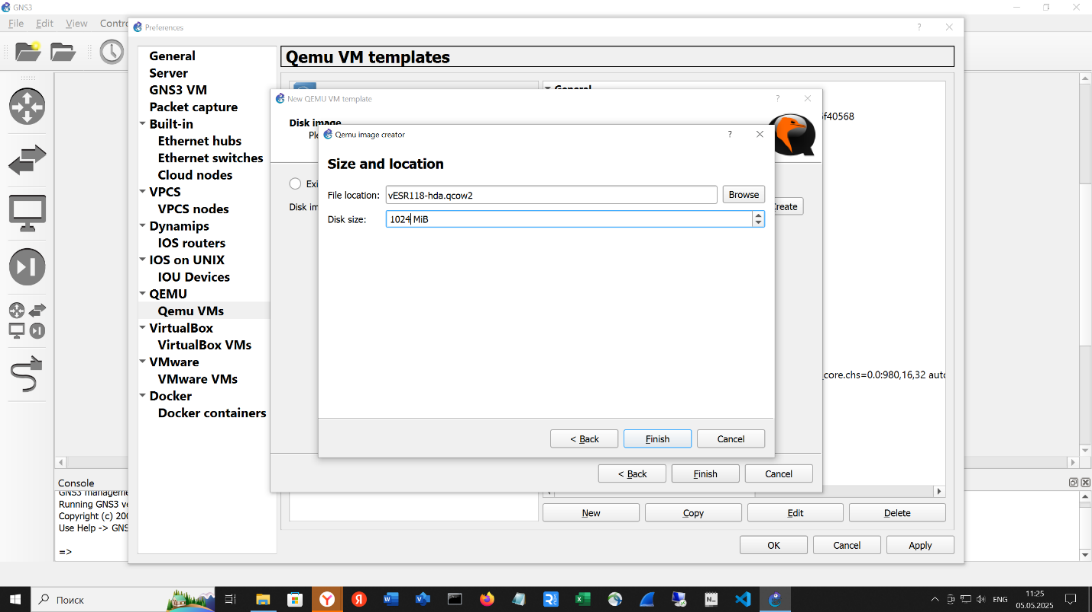 GNS3
File Edit View Contr
Preferences
General
Server
GNS3 VM
Packet capture
Built-in
Ethernet hubs
Ethernet switches
Cloud nodes
VPCS
VPCS nodes
Dynamips
IOS routers
IOS on UNIX
IOU Devices
QEMU
Qemu VMs
VirtualBox
VirtualBox VMs
VMware
VMware VMs
Docker
Docker containers
Qemu VM templates
General
New QEMU VM template
Disk image
f40568
Qemu image creator
Size and location
File location: vESR118-hda.qcow2 Browse
Disk size: 1024 MiB
Exi
Disk im
reate
_core.chs=0.0:980,16,32 auto
< Back Finish Cancel
< Back Finish Cancel
New Copy Edit Delete
OK Cancel Apply
Console
GNS3 manageme
Running GNS3 ve
Copyright (c) 200
Use Help -> GNS
=>
Поиск
ENG
11:25
05.05.2025